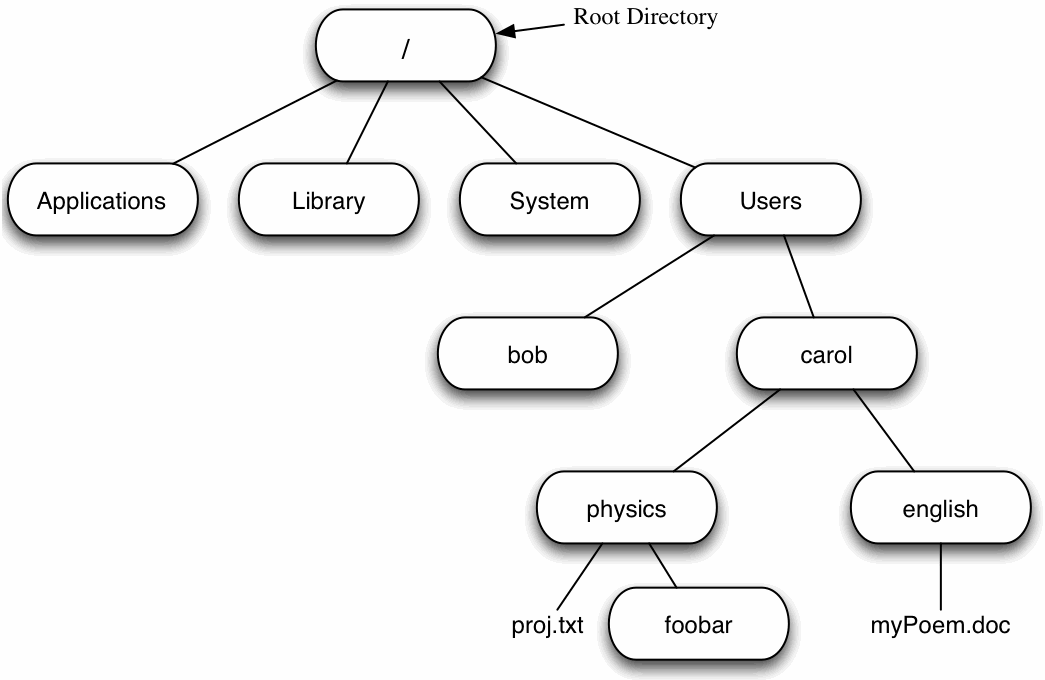 Root Directory
/
Applications
Library
System
Users
bob
carol
physics
english
proj.txt
foobar
myPoem.doc